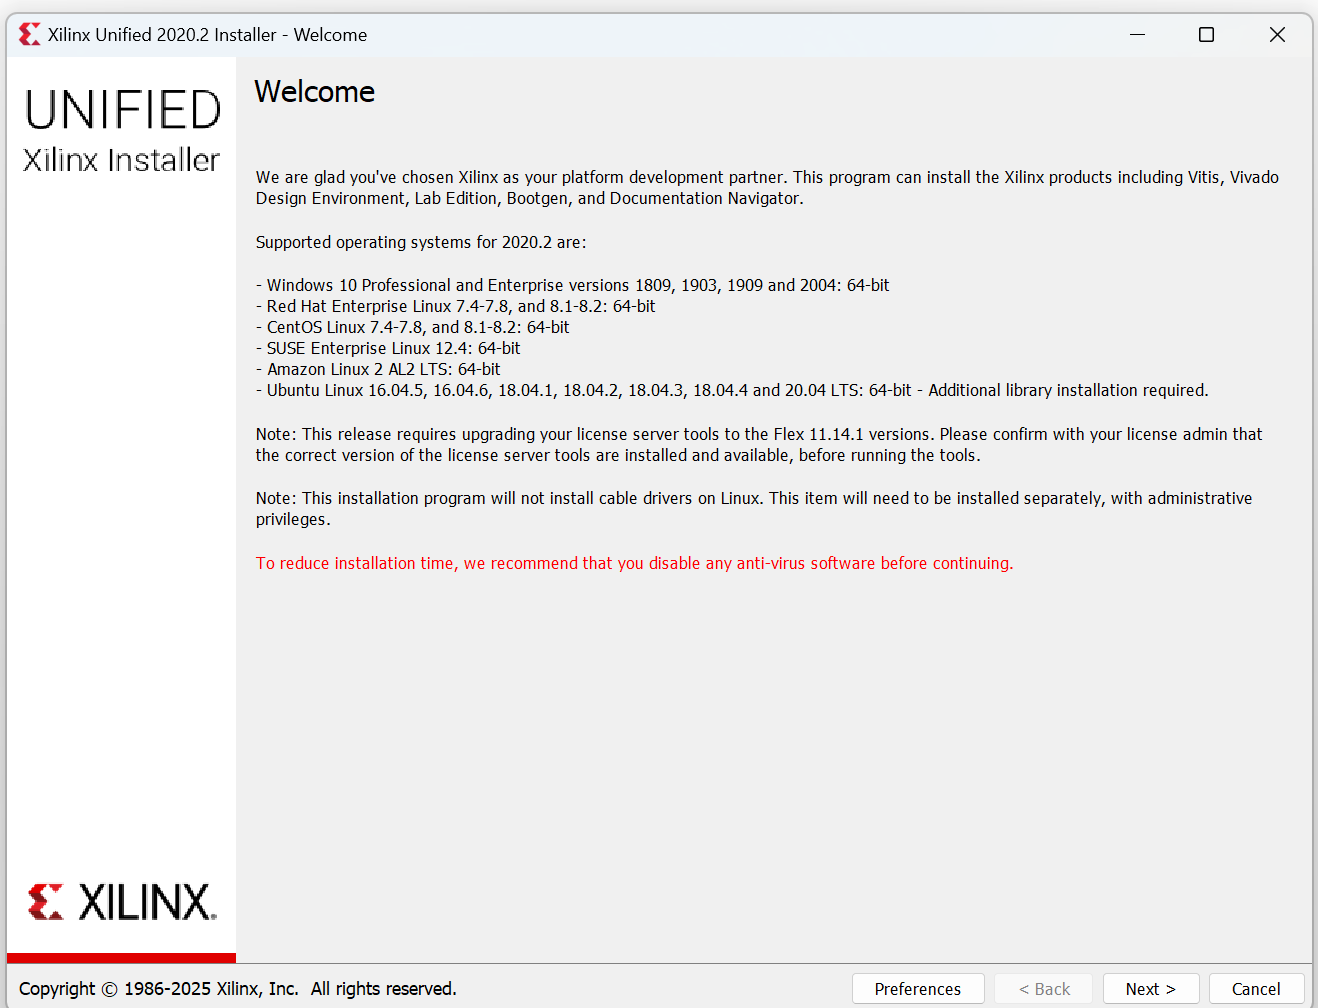 Xilinx Unified 2020.2 Installer - Welcome
UNIFIED
Xilinx Installer
Welcome
We are glad you've chosen Xilinx as your platform development partner. This program can install the Xilinx products including Vitis, Vivado
Design Environment, Lab Edition, Bootgen, and Documentation Navigator.
Supported operating systems for 2020.2 are:
- Windows 10 Professional and Enterprise versions 1809, 1903, 1909 and 2004: 64-bit
- Red Hat Enterprise Linux 7.4-7.8, and 8.1-8.2: 64-bit
- CentOS Linux 7.4-7.8, and 8.1-8.2: 64-bit
- SUSE Enterprise Linux 12.4: 64-bit
- Amazon Linux 2 AL2 LTS: 64-bit
- Ubuntu Linux 16.04.5, 16.04.6, 18.04.1, 18.04.2, 18.04.3, 18.04.4 and 20.04 LTS: 64-bit - Additional library installation required.
Note: This release requires upgrading your license server tools to the Flex 11.14.1 versions. Please confirm with your license admin that
the correct version of the license server tools are installed and available, before running the tools.
Note: This installation program will not install cable drivers on Linux. This item will need to be installed separately, with administrative
privileges.
To reduce installation time, we recommend that you disable any anti-virus software before continuing.
XILINX.
Copyright © 1986-2025 Xilinx, Inc.  All rights reserved.
Preferences
< Back
Next >
Cancel